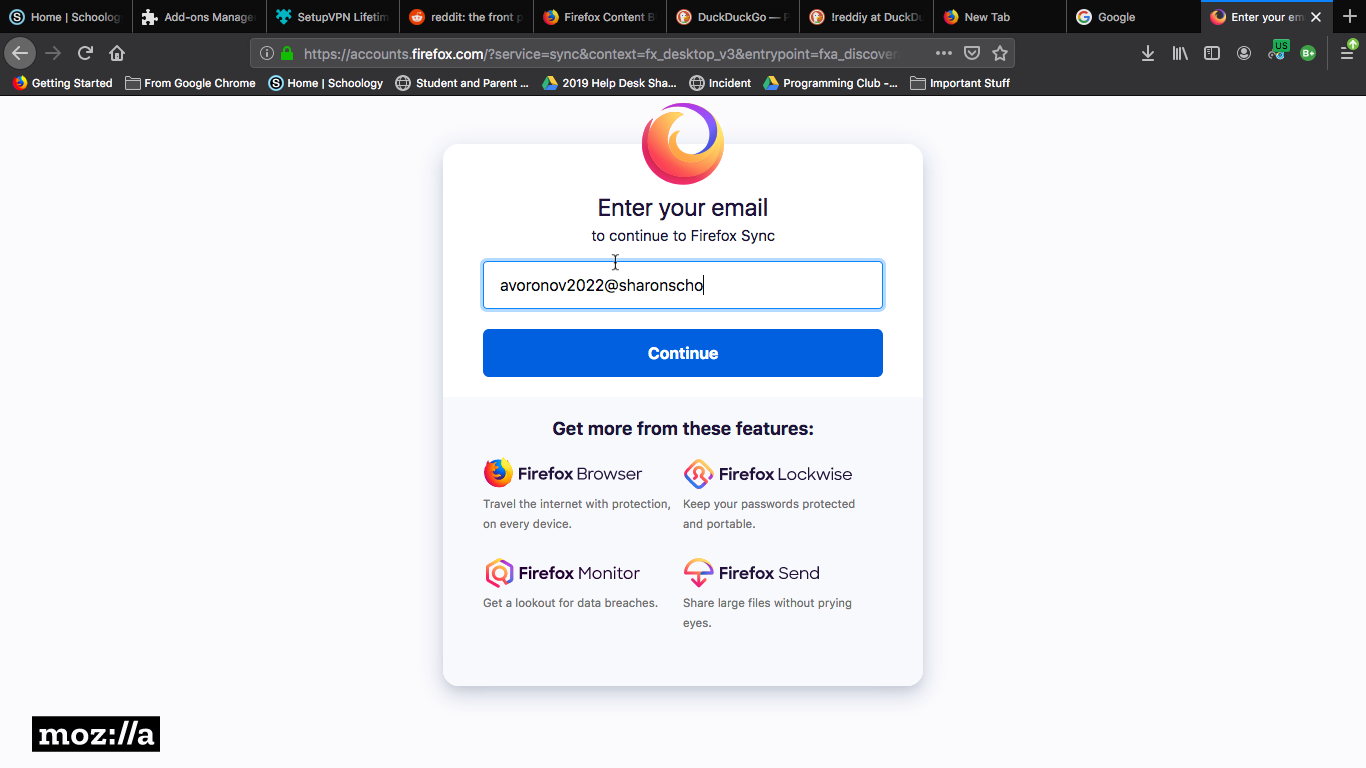 Home | Schoolog
Add-ons Manage
SetupVPN Lifetim
reddit: the front p
Firefox Content B
DuckDuckGo — P
!reddiy at DuckDu
New Tab
Google
Enter your em
https://accounts.firefox.com/?service=sync&context=fx_desktop_v3&entrypoint=fxa_discover
US
B+
Getting Started
From Google Chrome
Home | Schoology
Student and Parent ...
2019 Help Desk Sha...
Incident
Programming Club -...
Important Stuff
Enter your email
to continue to Firefox Sync
avoronov2022@sharonscho
Continue
Get more from these features:
Firefox Browser
Travel the internet with protection,
on every device.
Firefox Lockwise
Keep your passwords protected
and portable.
Firefox Monitor
Get a lookout for data breaches.
Firefox Send
Share large files without prying
eyes.
moz://a